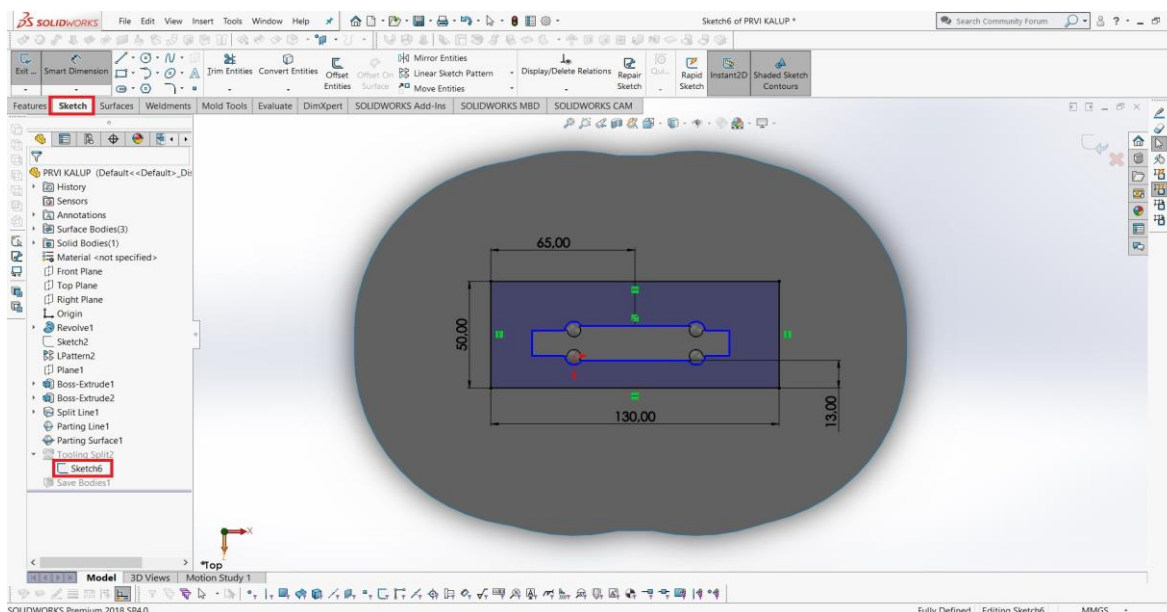 SOLIDWORKS File Edit View Insert Tools Window Help Sketch6 of PRVI KALUP * Search Community Forum
Exit ... Smart Dimension Trim Entities Convert Entities Offset Entities Offset On Surface Mirror Entities Linear Sketch Pattern Move Entities Display/Delete Relations Repair Sketch Qui... Rapid Sketch Instant2D Shaded Sketch Contours
Features Sketch Surfaces Weldments Mold Tools Evaluate DimXpert SOLIDWORKS Add-Ins SOLIDWORKS MBD SOLIDWORKS CAM
PRVI KALUP (Default<<Default>_Dis
History
Sensors
Annotations
Surface Bodies(3)
Solid Bodies(1)
Material <not specified>
Front Plane
Top Plane
Right Plane
Origin
Revolve1
Sketch2
LPattern2
Plane1
Boss-Extrude1
Boss-Extrude2
Split Line1
Parting Line1
Parting Surface1
Tooling Split2
Sketch6
Save Bodies1
65,00
50,00
130,00
13,00
X
*Top
Model 3D Views Motion Study 1
SOLIDWORKS Premium 2018 SP4.0 Fully Defined Editing Sketch6 MMGS